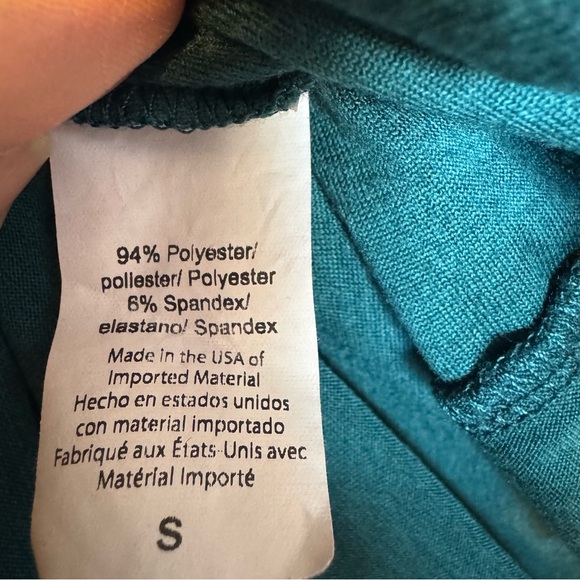 94% Polyester/
poliester/ Polyester
6% Spandex/
elastano/ Spandex
Made in the USA of
Imported Material
Hecho en estados unidos
con material importado
Fabriqué aux États-Unis avec
Matérial Importé
S